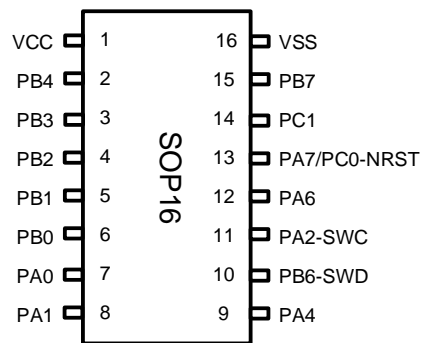 VCC 1 16 VSS
PB4 2 15 PB7
PB3 3 14 PC1
PB2 4 13 PA7/PC0-NRST
PB1 5 12 PA6
PB0 6 11 PA2-SWC
PA0 7 10 PB6-SWD
PA1 8 9 PA4
SOP16